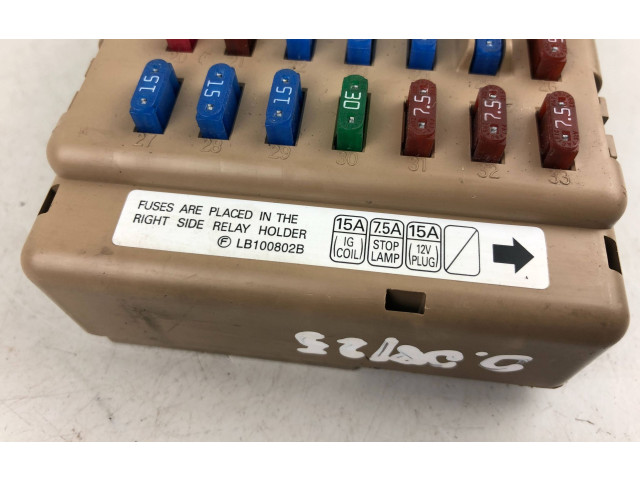 15 15 15 30 7.5 7.5 7.5
27 28 29 30 31 32 33
FUSES ARE PLACED IN THE
RIGHT SIDE RELAY HOLDER
F LB100802B
15A 7.5A 15A
IG COIL STOP LAMP 12V PLUG